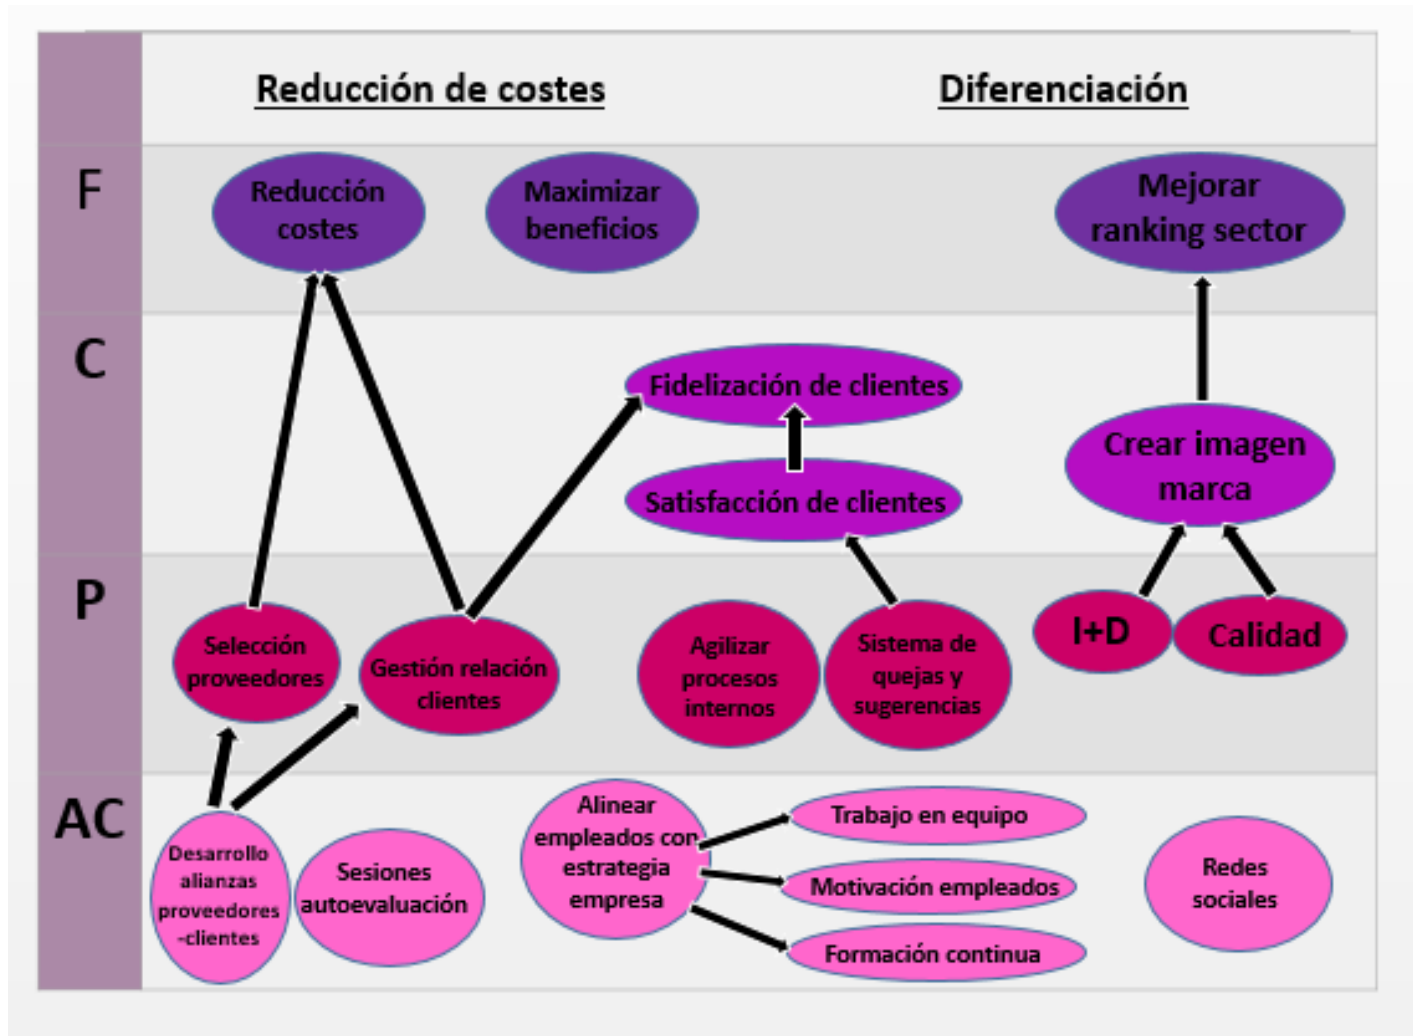 Reducción de costes
Diferenciación
F
Reducción
costes
Maximizar
beneficios
Mejorar
ranking sector
C
Fidelización de clientes
Satisfacción de clientes
Crear imagen
marca
P
Selección
proveedores
Gestión relación
clientes
Agilizar
procesos
internos
Sistema de
quejas y
sugerencias
I+D
Calidad
AC
Desarrollo
alianzas
proveedores
-clientes
Sesiones
autoevaluación
Alinear
empleados con
estrategia
empresa
Trabajo en equipo
Motivación empleados
Formación continua
Redes
sociales